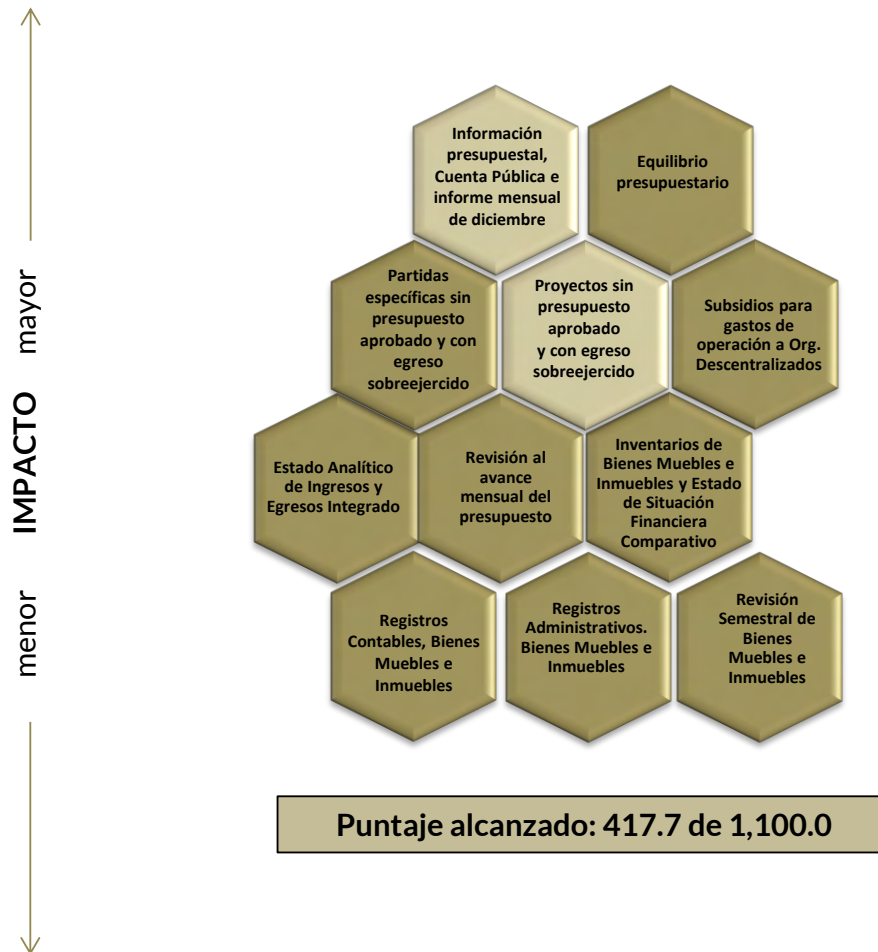 Información
presupuestal,
Cuenta Pública e
informe mensual
de diciembre
Equilibrio
presupuestario
Partidas
específicas sin
presupuesto
aprobado y con
egreso
sobreejercido
Proyectos sin
presupuesto
aprobado
y con egreso
sobreejercido
Subsidios para
gastos de
operación a Org.
Descentralizados
Estado Analítico
de Ingresos y
Egresos Integrado
Revisión al
avance
mensual del
presupuesto
Inventarios de
Bienes Muebles e
Inmuebles y Estado
de Situación
Financiera
Comparativo
Registros
Contables, Bienes
Muebles e
Inmuebles
Registros
Administrativos.
Bienes Muebles e
Inmuebles
Revisión
Semestral de
Bienes
Muebles e
Inmuebles
menor IMPACTO mayor
Puntaje alcanzado: 417.7 de 1,100.0